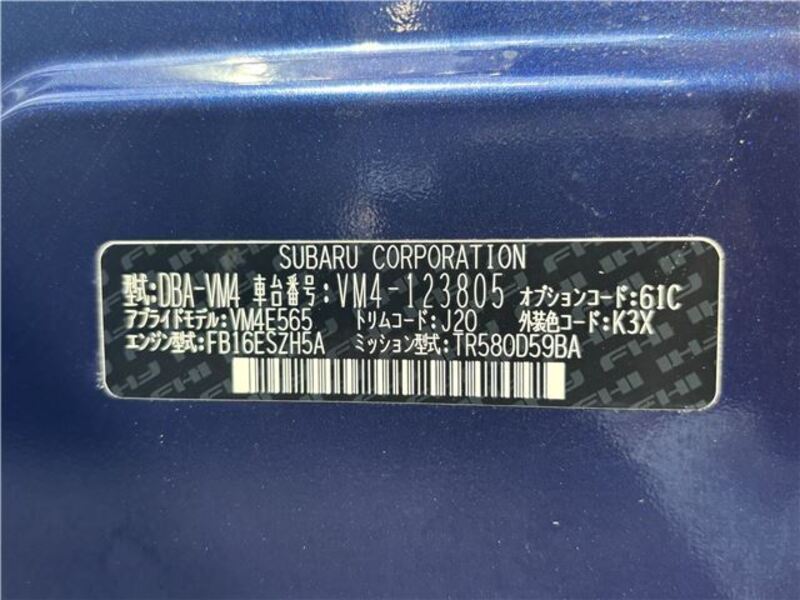 SUBARU CORPORATION
型式:DBA-VM4 車台番号:VM4-123805 オプションコード:61C
アプライドモデル:VM4E565 トリムコード:J20 外装色コード:K3X
エンジン型式:FB16ESZH5A ミッション型式:TR580D59BA